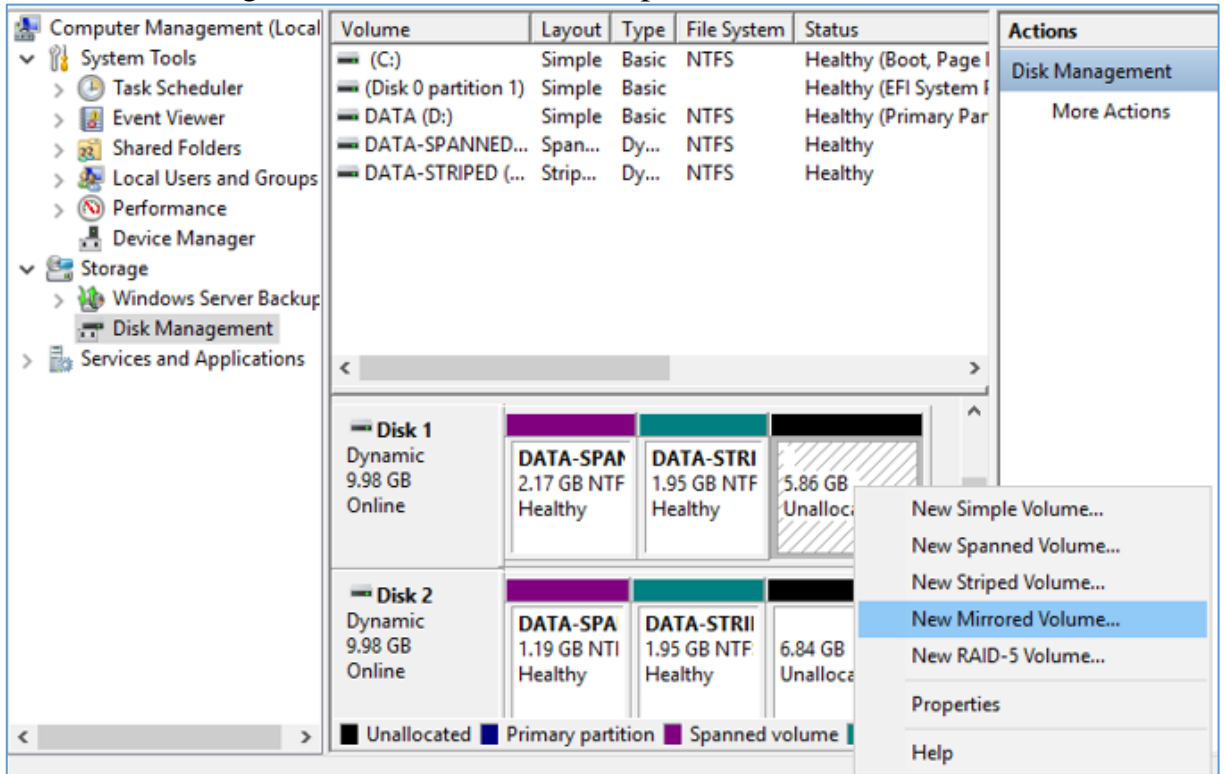 Computer Management (Local
System Tools
Task Scheduler
Event Viewer
Shared Folders
Local Users and Groups
Performance
Device Manager
Storage
Windows Server Backup
Disk Management
Services and Applications
Volume Layout Type File System Status
(C:) Simple Basic NTFS Healthy (Boot, Page
(Disk 0 partition 1) Simple Basic Healthy (EFI System
DATA (D:) Simple Basic NTFS Healthy (Primary Par
DATA-SPANNED... Span... Dy... NTFS Healthy
DATA-STRIPED (... Strip... Dy... NTFS Healthy
Actions
Disk Management
More Actions
Disk 1
Dynamic
9.98 GB
Online
DATA-SPAN
2.17 GB NTF
Healthy
DATA-STRI
1.95 GB NTF
Healthy
5.86 GB
Unalloca
Disk 2
Dynamic
9.98 GB
Online
DATA-SPA
1.19 GB NTI
Healthy
DATA-STRII
1.95 GB NTF
Healthy
6.84 GB
Unalloca
New Simple Volume...
New Spanned Volume...
New Striped Volume...
New Mirrored Volume...
New RAID-5 Volume...
Properties
Help
Unallocated Primary partition Spanned volume